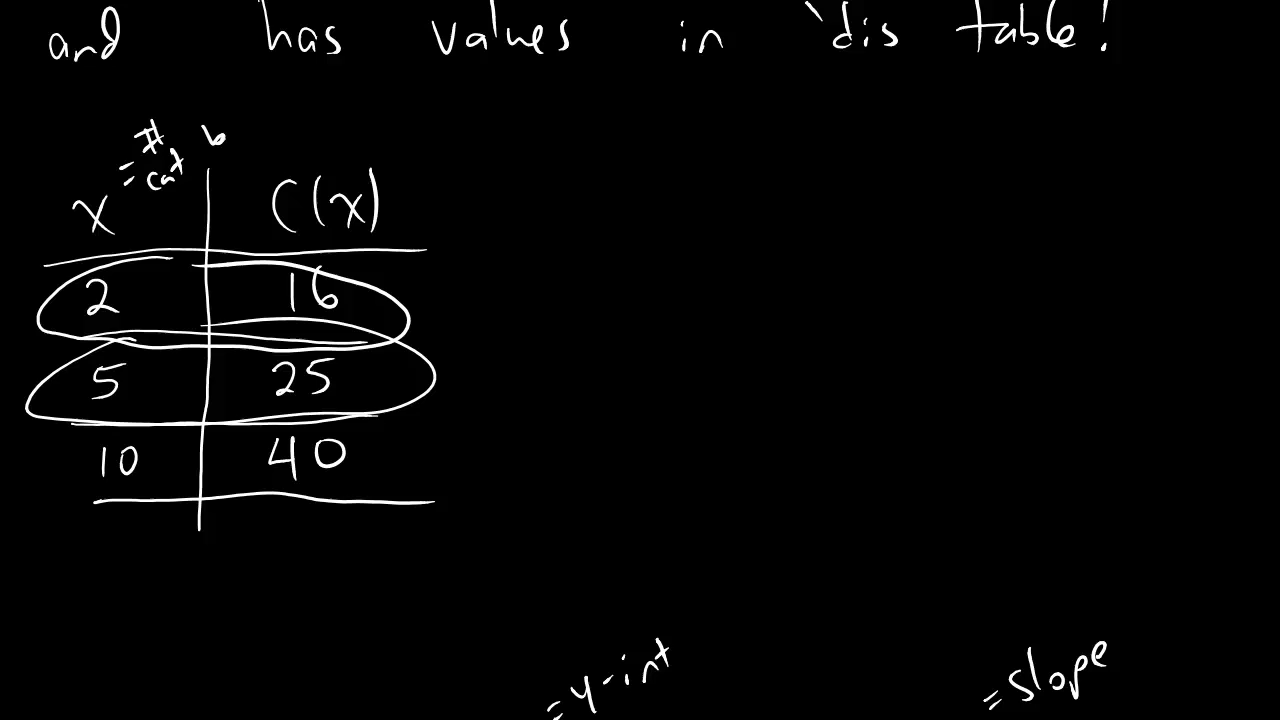 and has values in 'dis table!
# b
= cat
x C(x)
2 16
5 25
10 40
= y-int
= slope